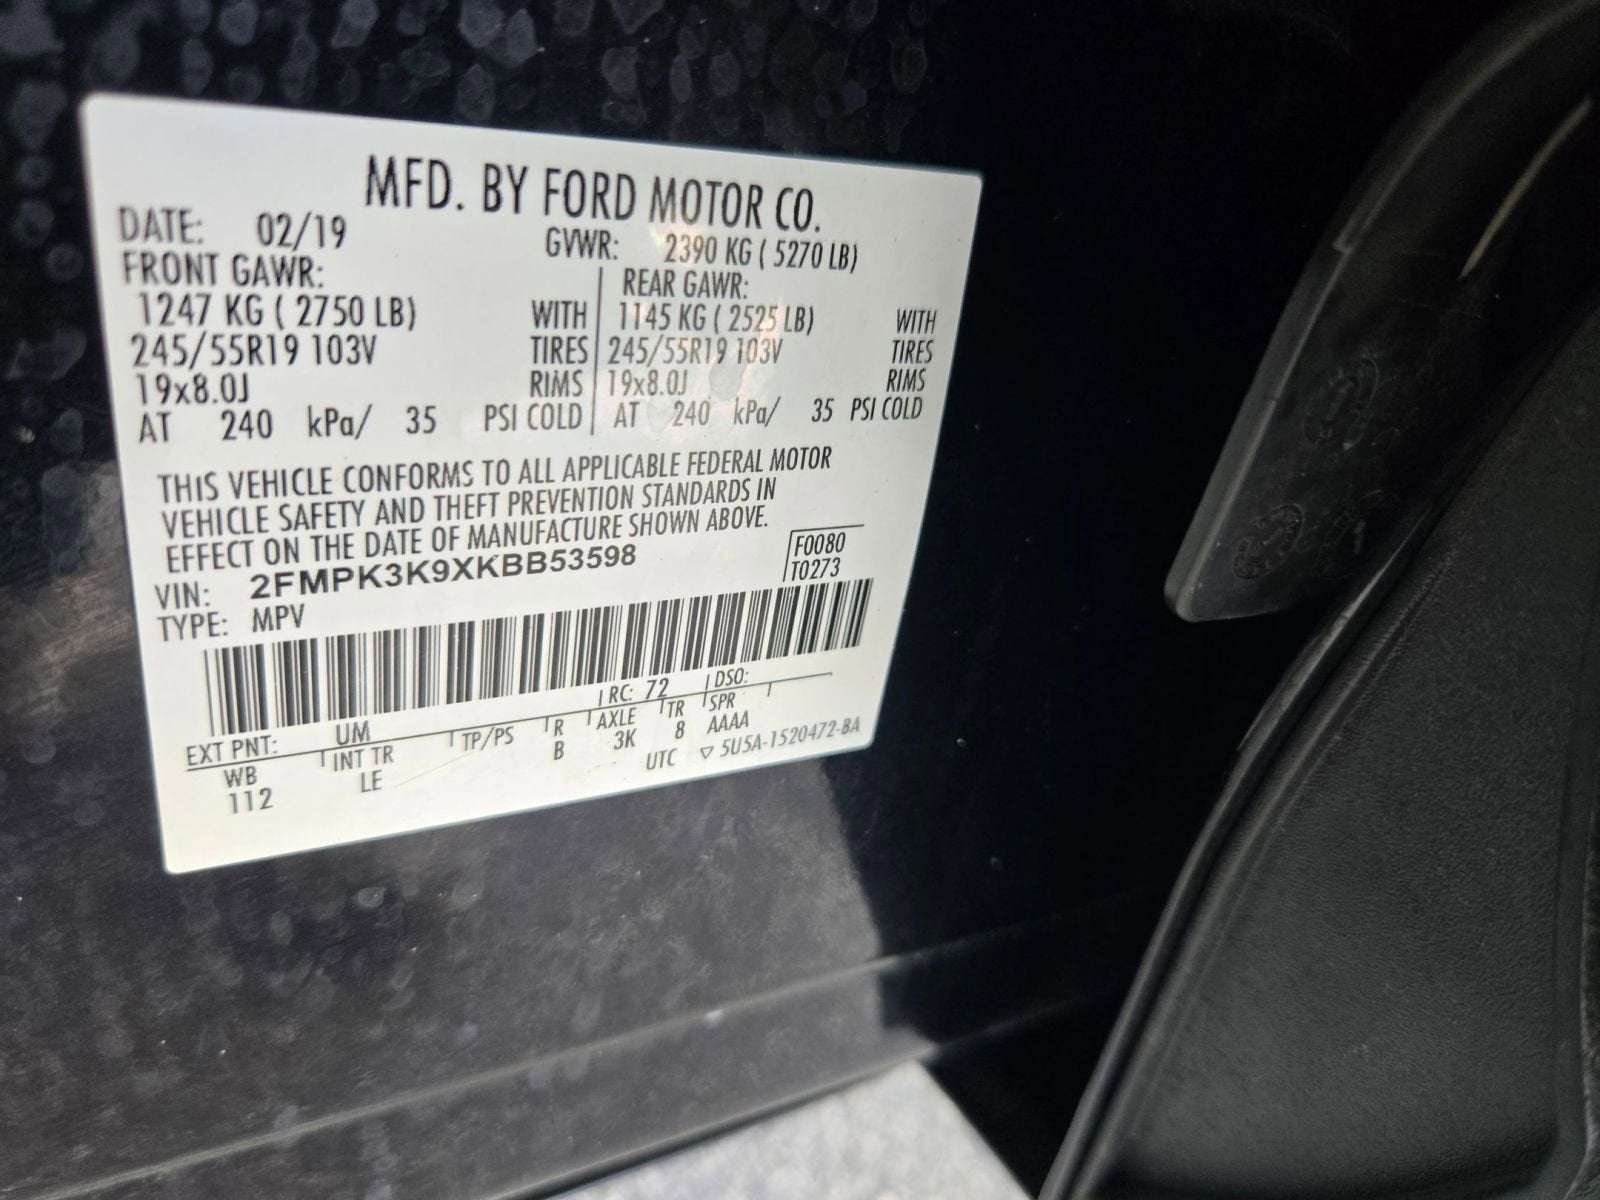 MFD. BY FORD MOTOR CO.
DATE: 02/19 GVWR: 2390 KG ( 5270 LB)
FRONT GAWR: REAR GAWR:
1247 KG ( 2750 LB) WITH 1145 KG ( 2525 LB) WITH
245/55R19 103V TIRES 245/55R19 103V TIRES
19x8.0J RIMS 19x8.0J RIMS
AT 240 kPa/ 35 PSI COLD AT 240 kPa/ 35 PSI COLD
THIS VEHICLE CONFORMS TO ALL APPLICABLE FEDERAL MOTOR
VEHICLE SAFETY AND THEFT PREVENTION STANDARDS IN
EFFECT ON THE DATE OF MANUFACTURE SHOWN ABOVE.
VIN: 2FMPK3K9XKBB53598 F0080
TYPE: MPV T0273
EXT PNT: UM RC: 72 DSO:
WB INT TR TP/PS R AXLE TR SPR
112 LE B 3K 8 AAAA
UTC ▽ 5U5A-1520472-BA